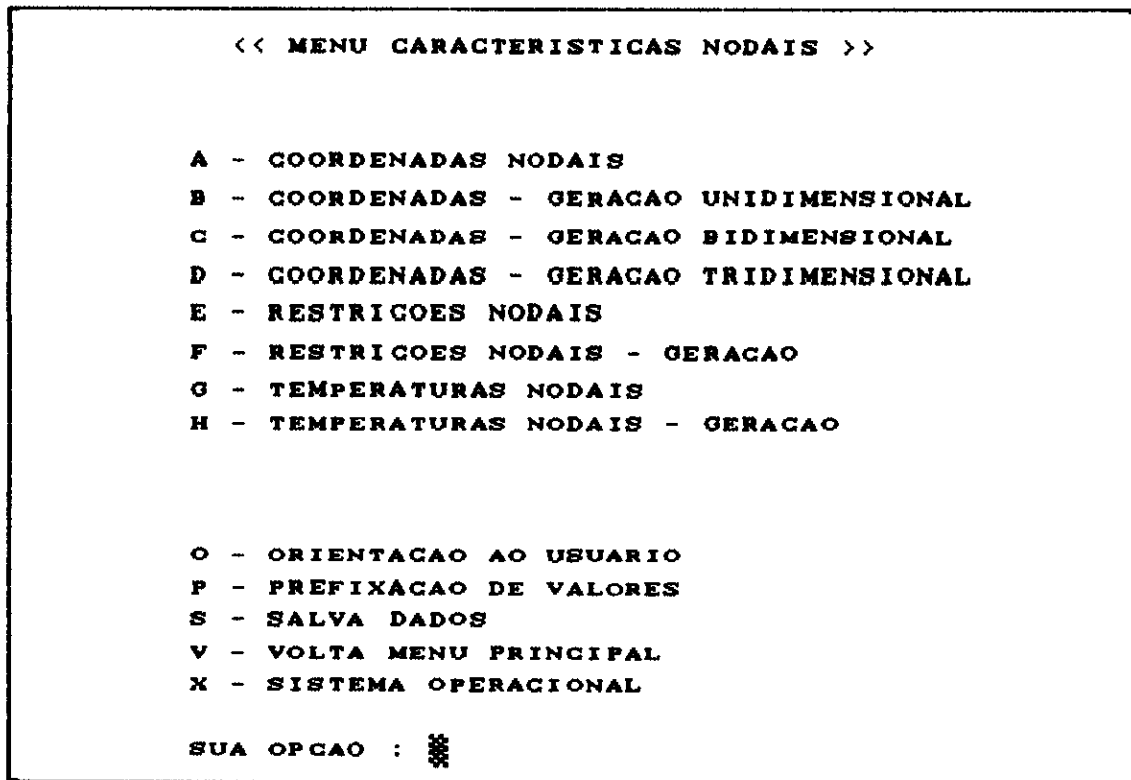 << MENU CARACTERISTICAS NODAIS >>
A - COORDENADAS NODAIS
B - COORDENADAS - GERACAO UNIDIMENSIONAL
C - COORDENADAS - GERACAO BIDIMENSIONAL
D - COORDENADAS - GERACAO TRIDIMENSIONAL
E - RESTRICOES NODAIS
F - RESTRICOES NODAIS - GERACAO
G - TEMPERATURAS NODAIS
H - TEMPERATURAS NODAIS - GERACAO
O - ORIENTACAO AO USUARIO
P - PREFIXACAO DE VALORES
S - SALVA DADOS
V - VOLTA MENU PRINCIPAL
X - SISTEMA OPERACIONAL
SUA OPCAO :